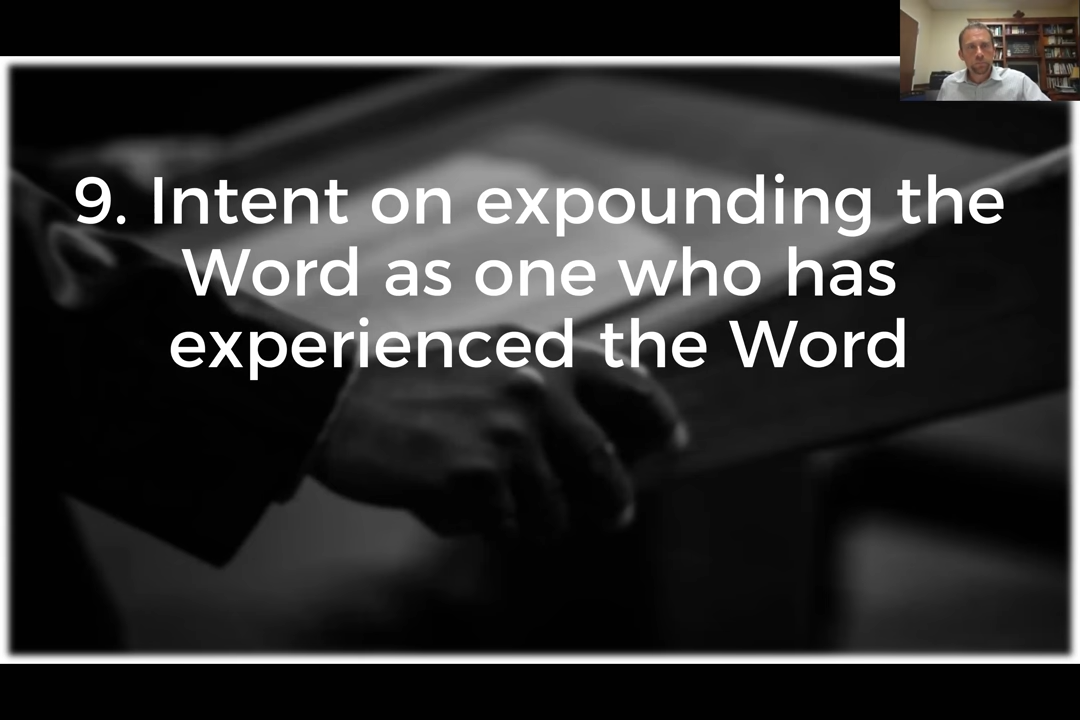 9. Intent on expounding the
Word as one who has
experienced the Word